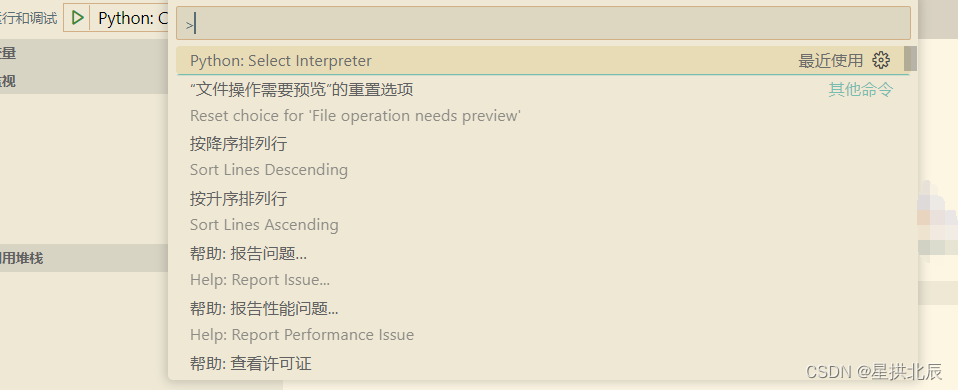 运行和调试 Python: C
>
变量
监视
Python: Select Interpreter 最近使用
“文件操作需要预览”的重置选项 其他命令
Reset choice for 'File operation needs preview'
按降序排列行
Sort Lines Descending
按升序排列行
Sort Lines Ascending
调用堆栈
帮助: 报告问题...
Help: Report Issue...
帮助: 报告性能问题...
Help: Report Performance Issue
帮助: 查看许可证
CSDN @星拱北辰